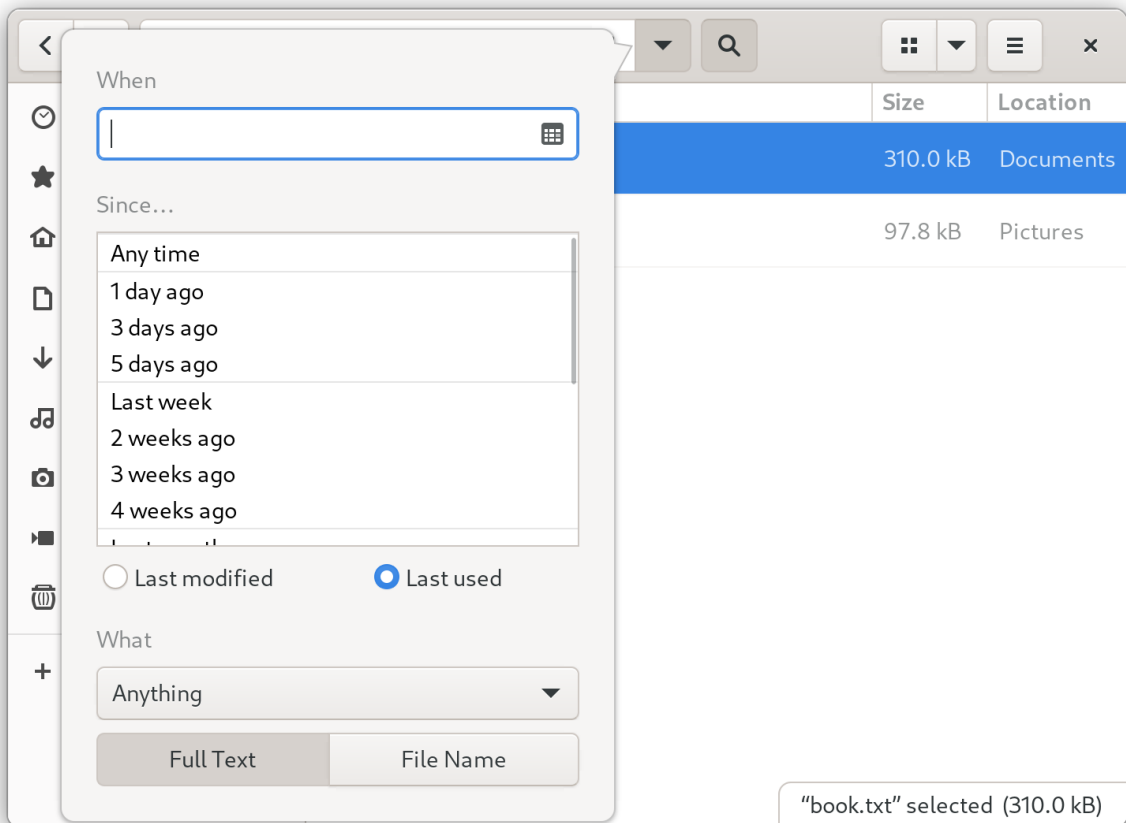 When
Size
Location
310.0 kB
Documents
97.8 kB
Pictures
Since...
Any time
1 day ago
3 days ago
5 days ago
Last week
2 weeks ago
3 weeks ago
4 weeks ago
Last modified
Last used
What
Anything
Full Text
File Name
“book.txt” selected (310.0 kB)